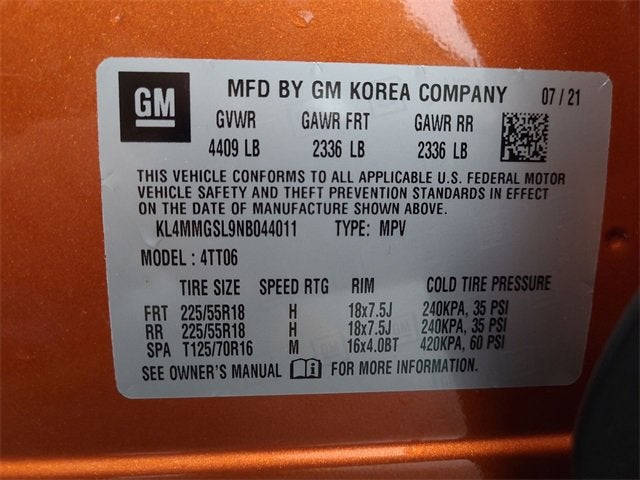 GM MFD BY GM KOREA COMPANY 07 / 21
GVWR GAWR FRT GAWR RR
4409 LB 2336 LB 2336 LB
THIS VEHICLE CONFORMS TO ALL APPLICABLE U.S. FEDERAL MOTOR
VEHICLE SAFETY AND THEFT PREVENTION STANDARDS IN EFFECT
ON THE DATE OF MANUFACTURE SHOWN ABOVE.
KL4MMGSL9NB044011 TYPE: MPV
MODEL : 4TT06
TIRE SIZE SPEED RTG RIM COLD TIRE PRESSURE
FRT 225/55R18 H 18x7.5J 240KPA, 35 PSI
RR 225/55R18 H 18x7.5J 240KPA, 35 PSI
SPA T125/70R16 M 16x4.0BT 420KPA, 60 PSI
SEE OWNER'S MANUAL i FOR MORE INFORMATION.